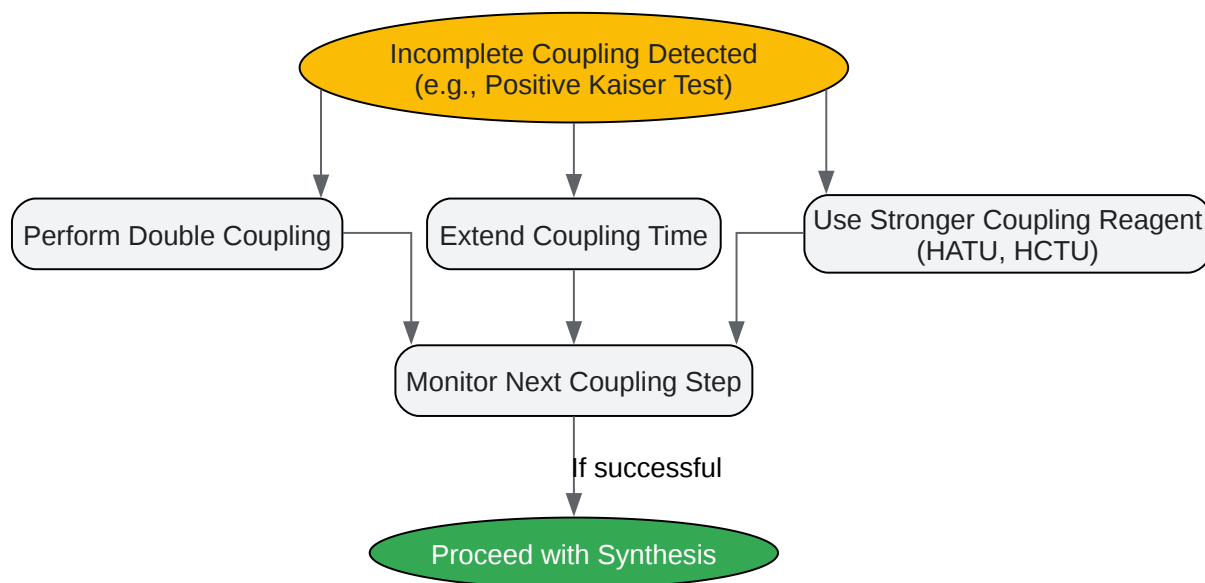 Incomplete Coupling Detected
(e.g., Positive Kaiser Test)
Perform Double Coupling
Extend Coupling Time
Use Stronger Coupling Reagent
(HATU, HCTU)
Monitor Next Coupling Step
If successful
Proceed with Synthesis